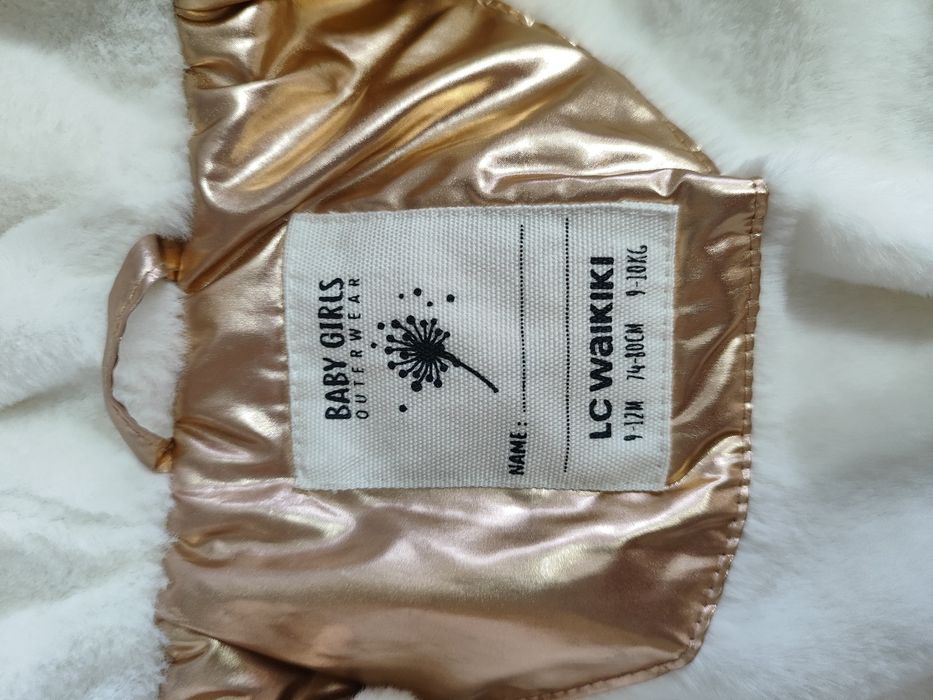 BABY GIRLS
OUTERWEAR
NAME:
LC WAIKIKI
9-12M 74-80CM 9-10KG